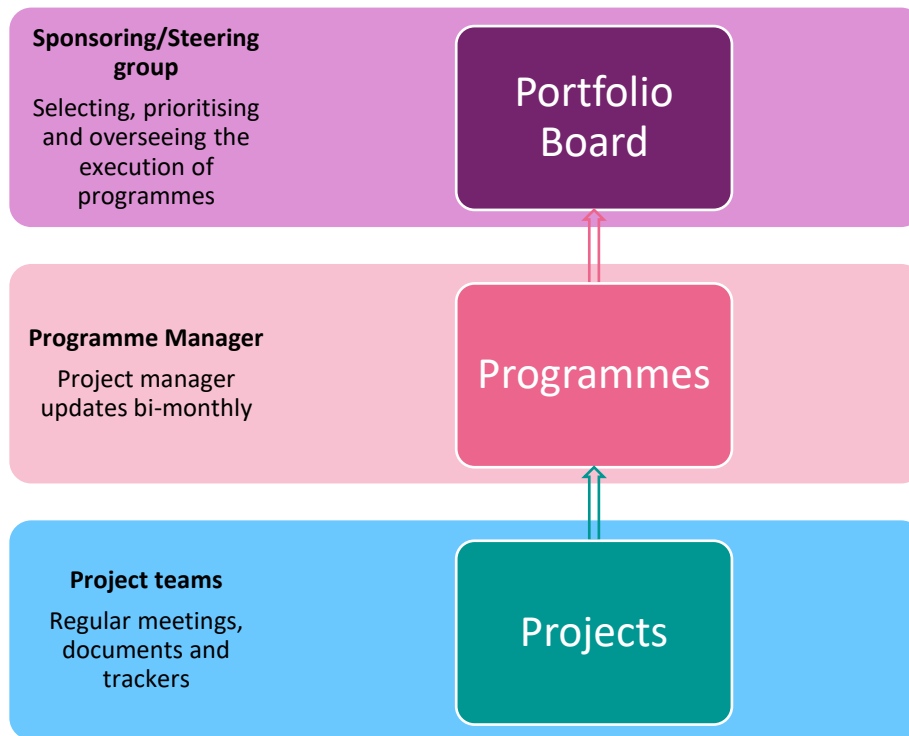 Sponsoring/Steering
group
Selecting, prioritising
and overseeing the
execution of
programmes
Portfolio
Board
Programme Manager
Project manager
updates bi-monthly
Programmes
Project teams
Regular meetings,
documents and
trackers
Projects